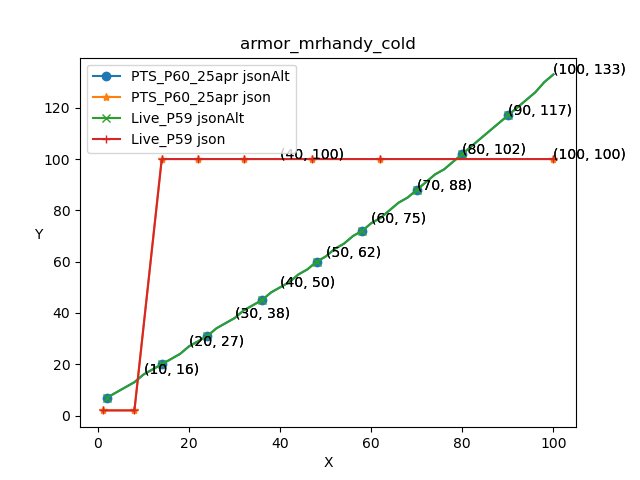 armor_mrhandy_cold
PTS_P60_25apr jsonAlt
PTS_P60_25apr json
Live_P59 jsonAlt
Live_P59 json
(100, 133)
(90, 117)
(40, 100)
(80, 102)
(100, 100)
(70, 88)
(60, 75)
(50, 62)
(40, 50)
(30, 38)
(20, 27)
(10, 16)
120
100
80
60
40
20
0
Y
0 20 40 60 80 100
X